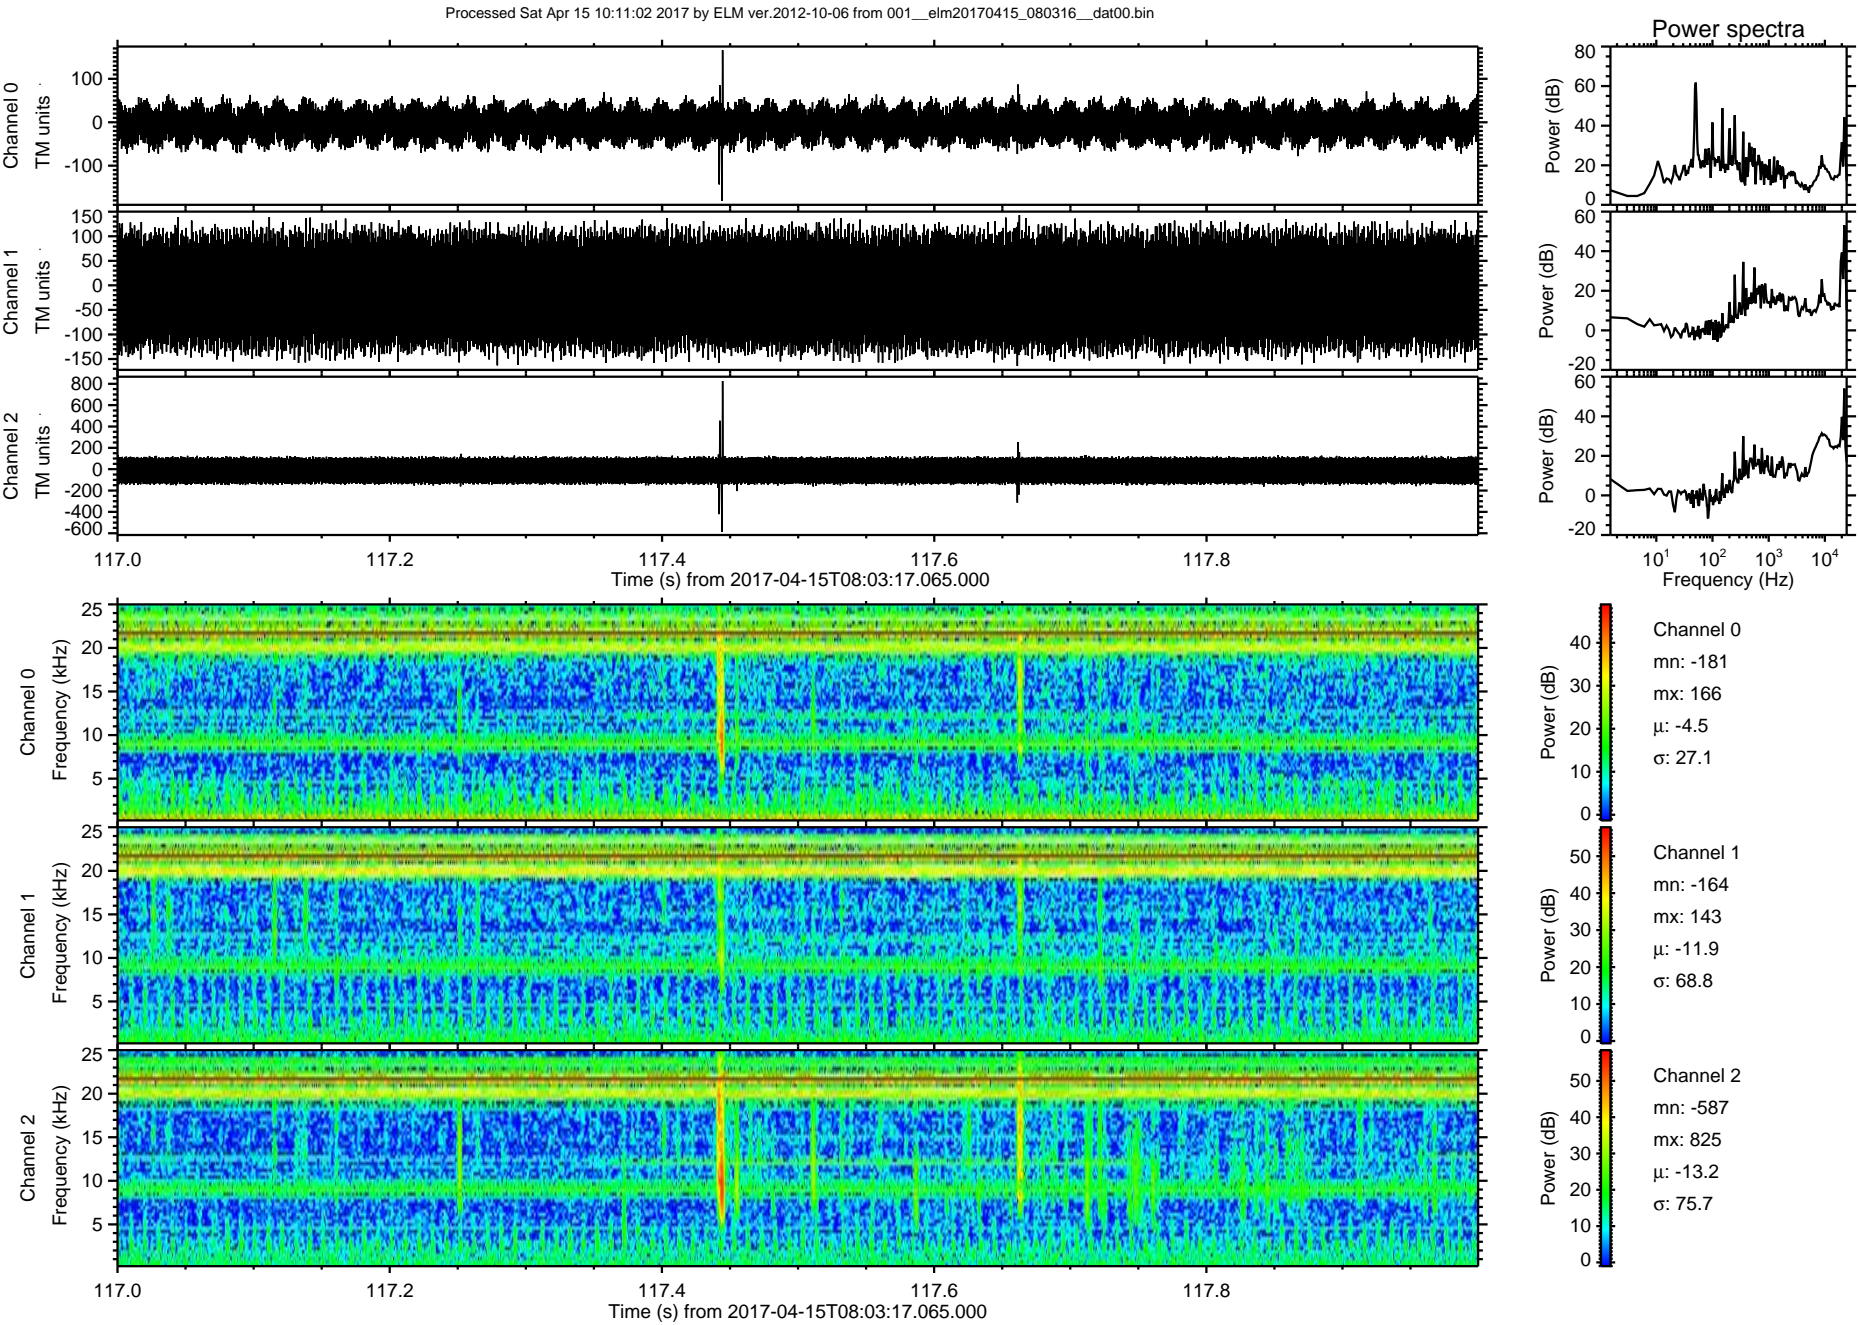 Processed Sat Apr 15 10:11:02 2017 by ELM ver.2012-10-06 from 001__elm20170415_080316__dat00.bin
Power spectra
Channel 0
TM units
100
0
-100
Power (dB)
80
60
40
20
0
Channel 1
TM units
150
100
50
0
-50
-100
-150
Power (dB)
60
40
20
0
-20
Channel 2
TM units
800
600
400
200
0
-200
-400
-600
Power (dB)
60
40
20
0
-20
117.0 117.2 117.4 117.6 117.8
Time (s) from 2017-04-15T08:03:17.065.000
10^1 10^2 10^3 10^4
Frequency (Hz)
Channel 0
Frequency (kHz)
25
20
15
10
5
Power (dB)
40
30
20
10
0
Channel 0
mn: -181
mx: 166
μ: -4.5
σ: 27.1
Channel 1
Frequency (kHz)
25
20
15
10
5
Power (dB)
50
40
30
20
10
0
Channel 1
mn: -164
mx: 143
μ: -11.9
σ: 68.8
Channel 2
Frequency (kHz)
25
20
15
10
5
Power (dB)
50
40
30
20
10
0
Channel 2
mn: -587
mx: 825
μ: -13.2
σ: 75.7
117.0 117.2 117.4 117.6 117.8
Time (s) from 2017-04-15T08:03:17.065.000